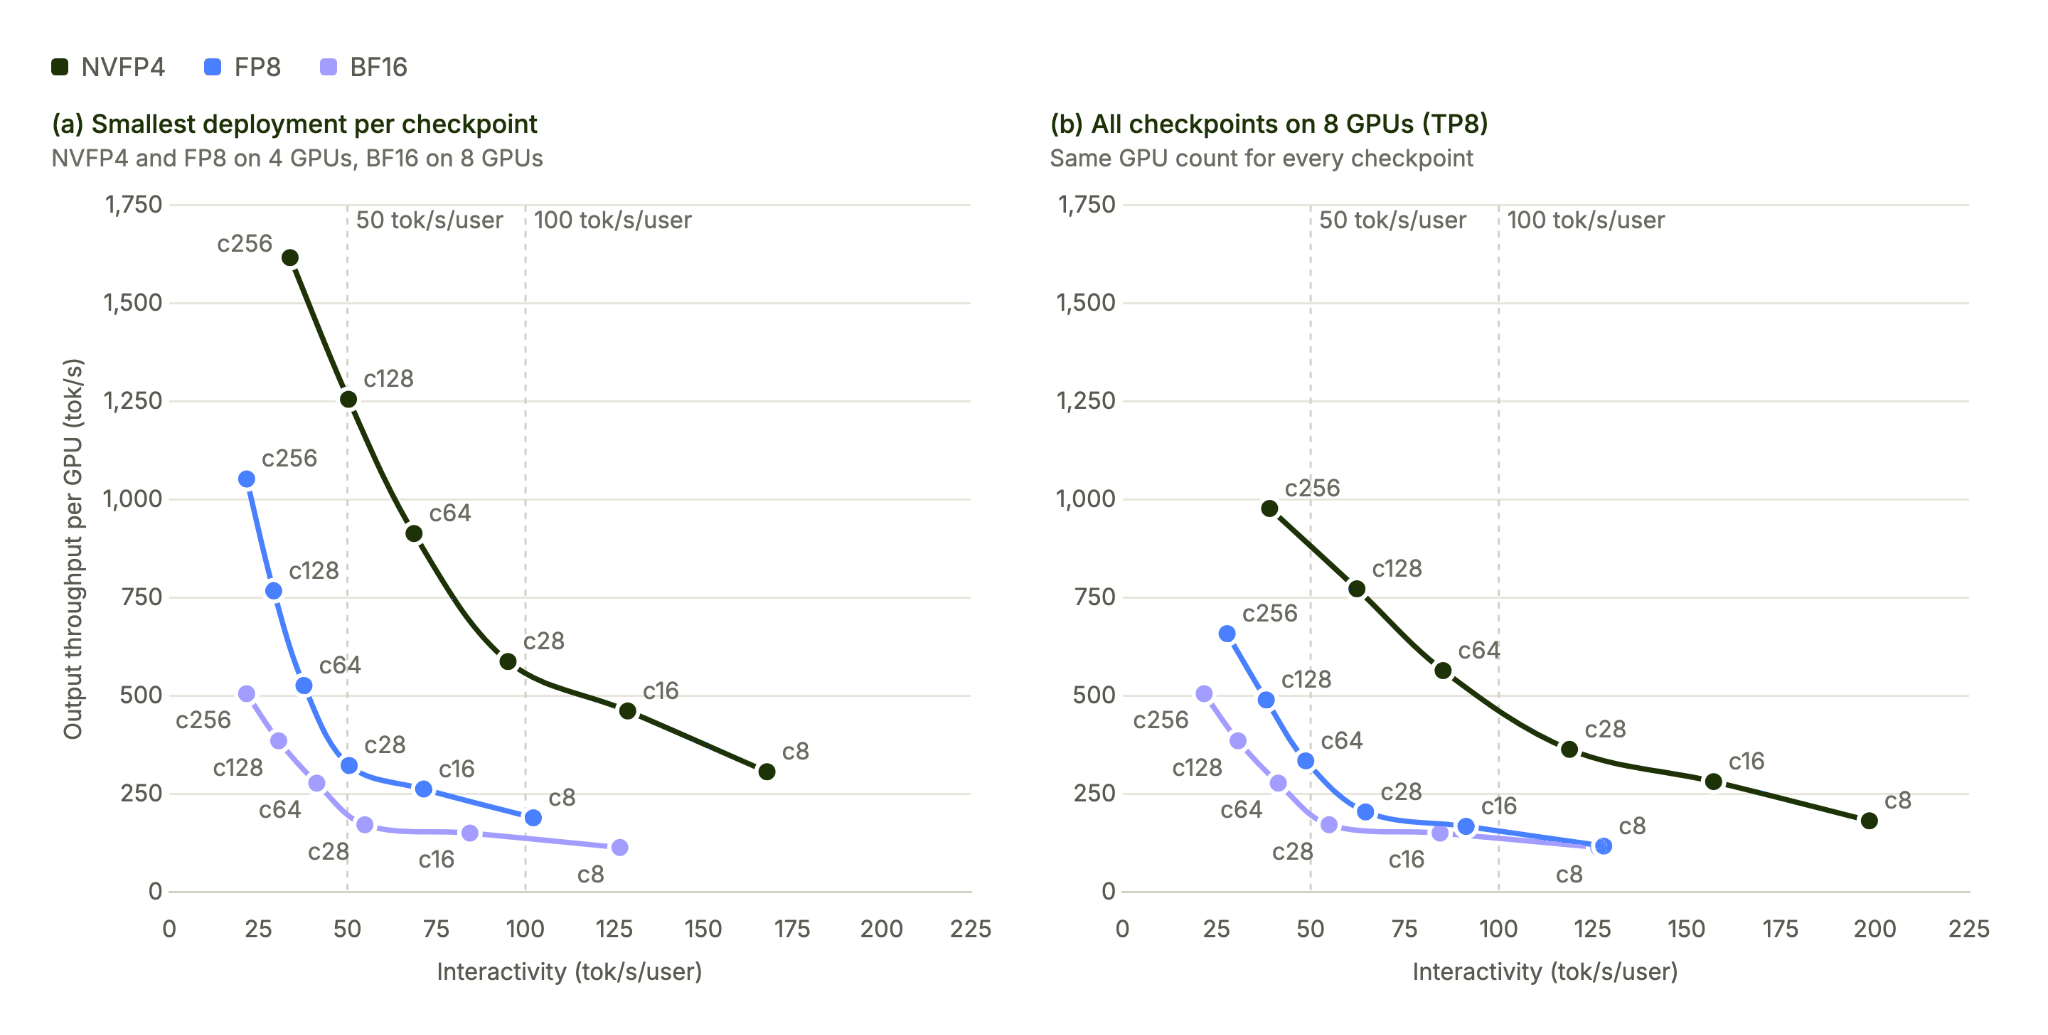 NVFP4 FP8 BF16
(a) Smallest deployment per checkpoint
NVFP4 and FP8 on 4 GPUs, BF16 on 8 GPUs
Output throughput per GPU (tok/s)
1,750
1,500
1,250
1,000
750
500
250
0
50 tok/s/user
100 tok/s/user
c256
c128
c64
c28
c16
c8
c256
c128
c64
c28
c16
c8
c256
c128
c64
c28
c16
c8
0 25 50 75 100 125 150 175 200 225
Interactivity (tok/s/user)
(b) All checkpoints on 8 GPUs (TP8)
Same GPU count for every checkpoint
1,750
1,500
1,250
1,000
750
500
250
0
50 tok/s/user
100 tok/s/user
c256
c128
c64
c28
c16
c8
c256
c128
c64
c28
c16
c8
c256
c128
c64
c28
c16
c8
0 25 50 75 100 125 150 175 200 225
Interactivity (tok/s/user)